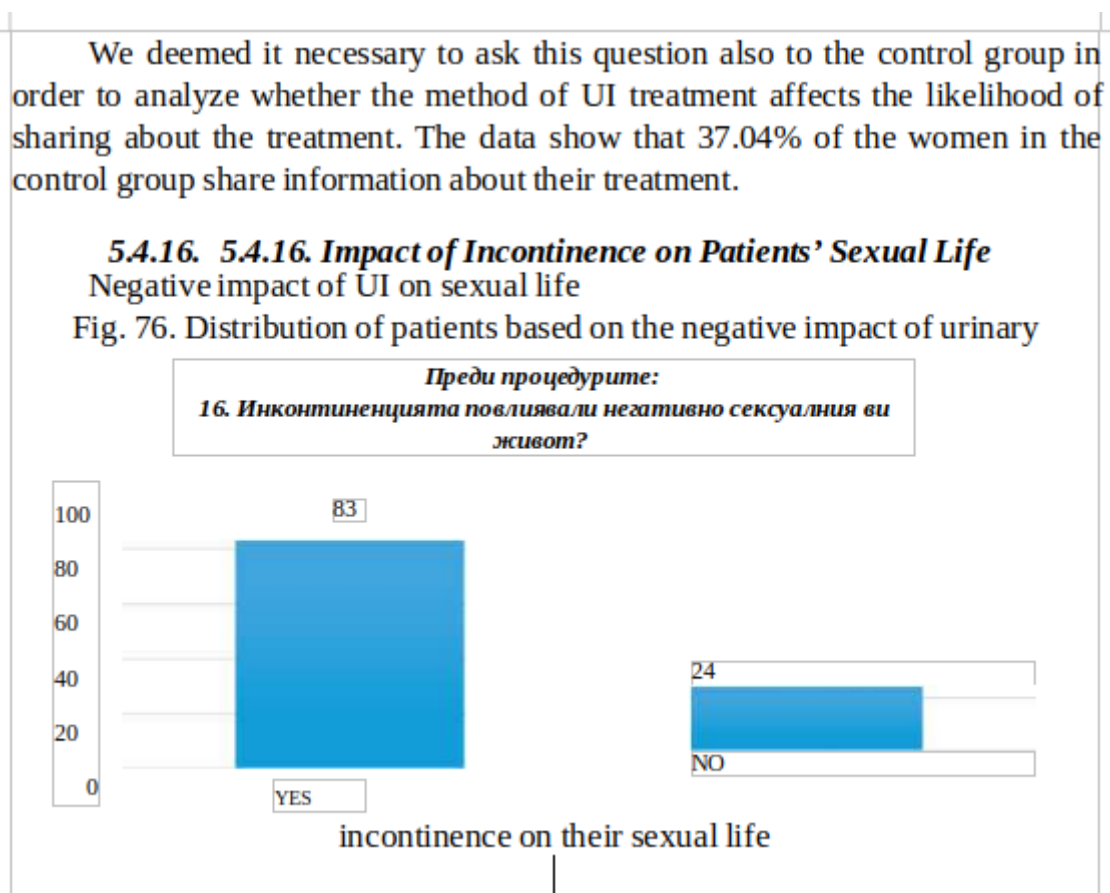 We deemed it necessary to ask this question also to the control group in
order to analyze whether the method of UI treatment affects the likelihood of
sharing about the treatment. The data show that 37.04% of the women in the
control group share information about their treatment.
5.4.16. 5.4.16. Impact of Incontinence on Patients’ Sexual Life
Negative impact of UI on sexual life
Fig. 76. Distribution of patients based on the negative impact of urinary
Преди процедурите:
16. Инконтиненцията повлиявали негативно сексуалния ви
живот?
100
83
80
60
40
24
20
NO
0
YES
incontinence on their sexual life